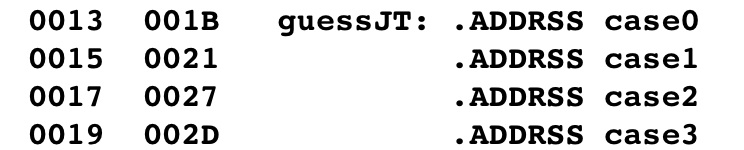 0013 001B guessJT: .ADDRSS case0
0015 0021 .ADDRSS case1
0017 0027 .ADDRSS case2
0019 002D .ADDRSS case3